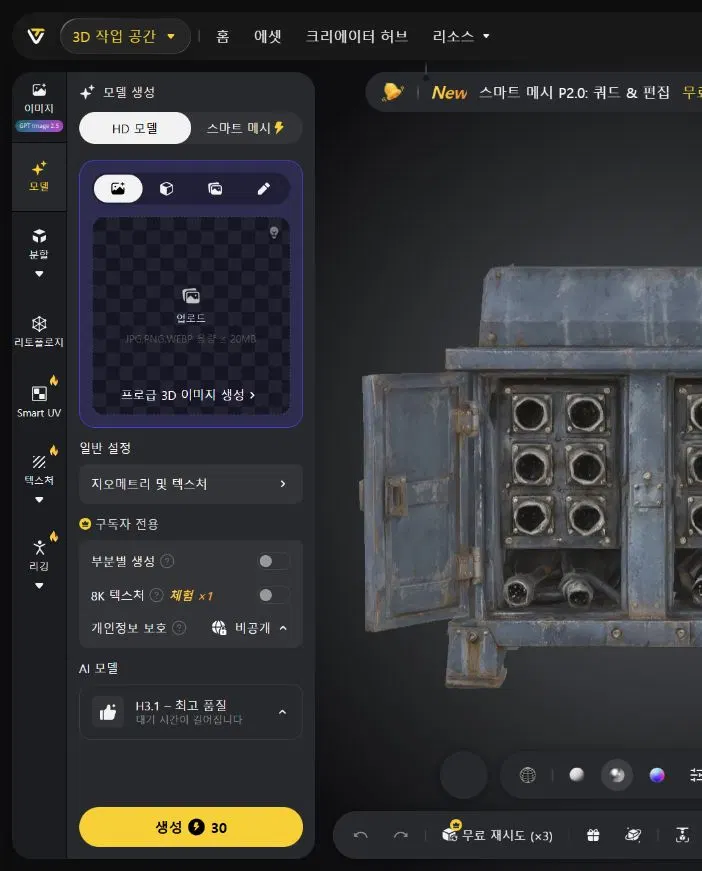 3D 작업 공간
홈
에셋
크리에이터 허브
리소스
이미지
GPT Image 2.5
모델
분할
리토폴로지
Smart UV
텍스처
리깅
모델 생성
HD 모델
스마트 메시
업로드
JPG,PNG,WEBP 용량 ≤ 20MB
프로급 3D 이미지 생성
일반 설정
지오메트리 및 텍스처
구독자 전용
부분별 생성
8K 텍스처 체험 ×1
개인정보 보호
비공개
AI 모델
H3.1 – 최고 품질
대기 시간이 길어집니다
생성 30
New 스마트 메시 P2.0: 쿼드 & 편집 무료
무료 재시도 (×3)